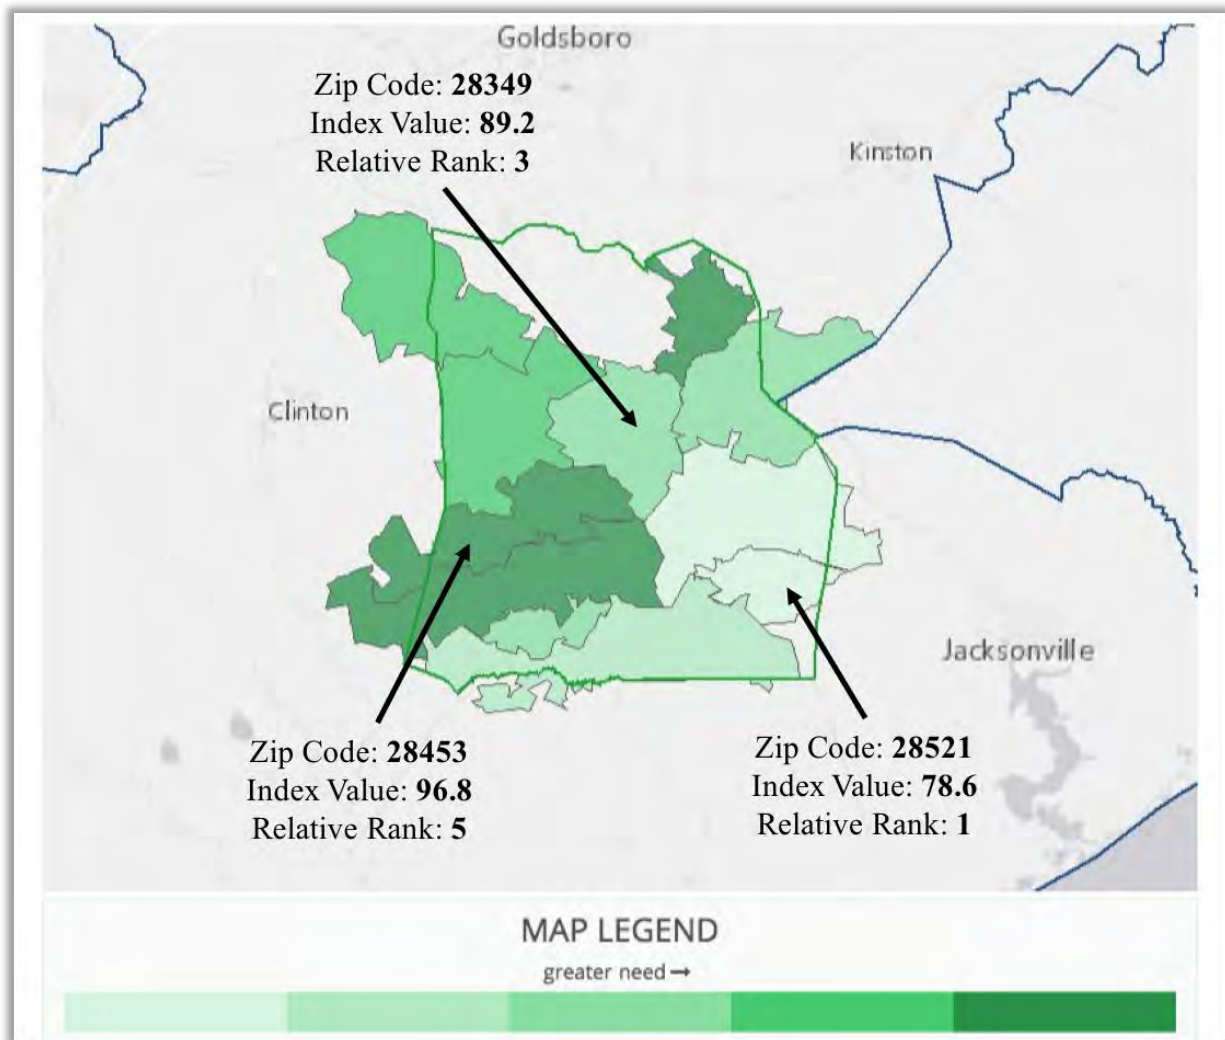 Goldsboro
Zip Code: 28349
Index Value: 89.2
Relative Rank: 3
Kinston
Clinton
Jacksonville
Zip Code: 28453
Index Value: 96.8
Relative Rank: 5
Zip Code: 28521
Index Value: 78.6
Relative Rank: 1
MAP LEGEND
greater need →